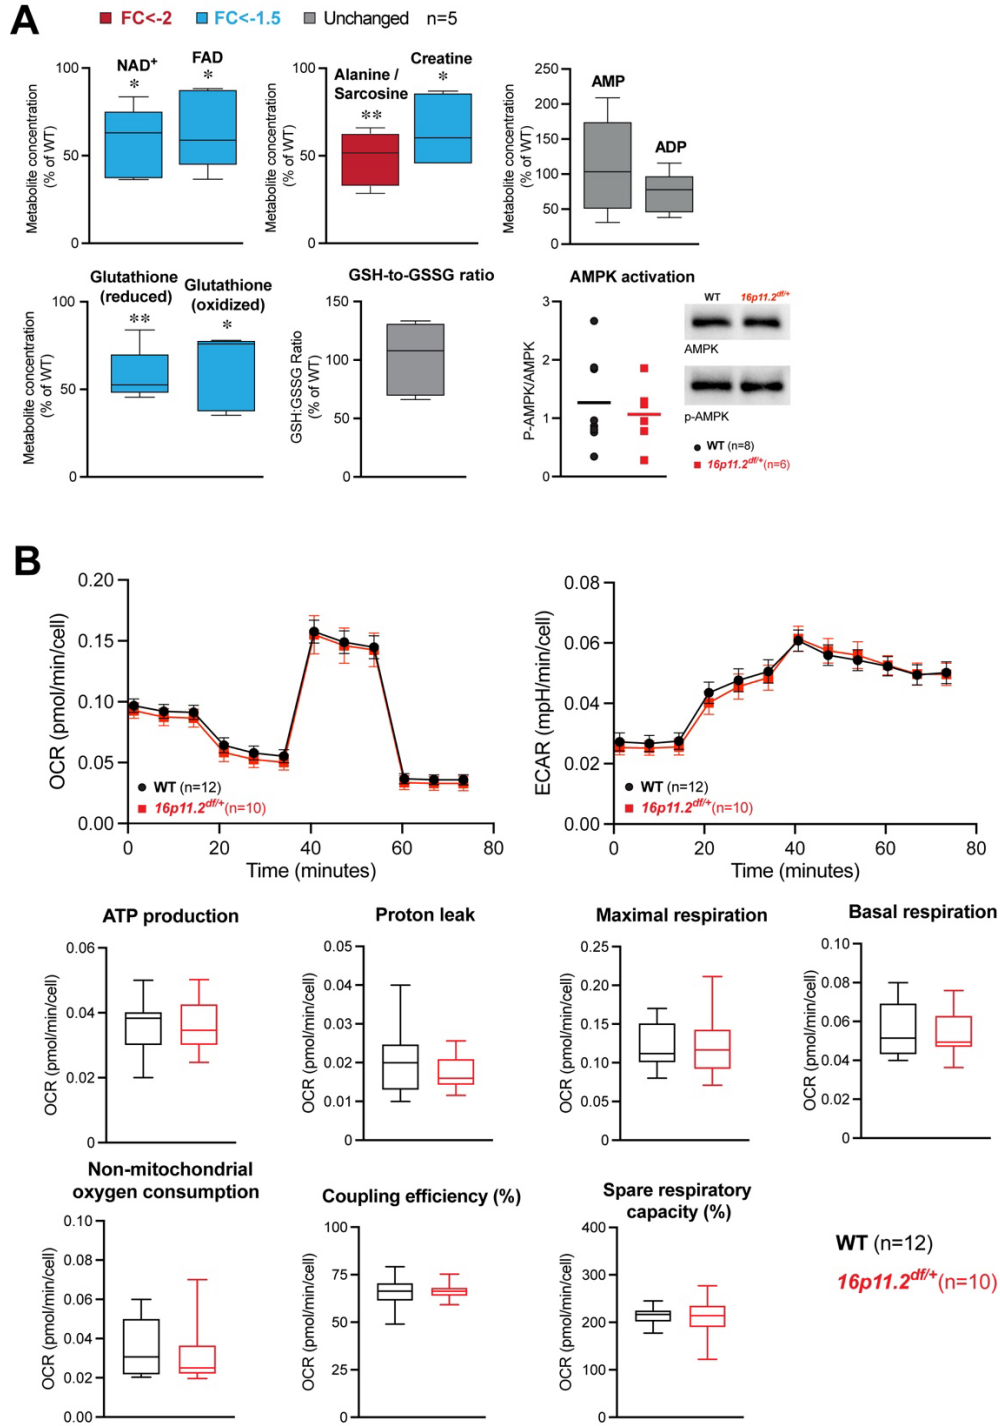 A
FC<-2 FC<-1.5 Unchanged n=5
Metabolite concentration
(% of WT)
100
50
0
NAD+
*
FAD
*
Metabolite concentration
(% of WT)
100
50
0
Alanine /
Sarcosine
**
Creatine
*
Metabolite concentration
(% of WT)
250
200
150
100
50
0
AMP
ADP
Metabolite concentration
(% of WT)
100
50
0
Glutathione
(reduced)
**
Glutathione
(oxidized)
*
GSH-to-GSSG ratio
GSH:GSSG Ratio
(% of WT)
150
100
50
0
AMPK activation
P-AMPK/AMPK
3
2
1
0
WT 16p11.2df/+
AMPK
p-AMPK
WT (n=8)
16p11.2df/+(n=6)
B
OCR (pmol/min/cell)
0.20
0.15
0.10
0.05
0.00
WT (n=12)
16p11.2df/+(n=10)
0 20 40 60 80
Time (minutes)
ECAR (mpH/min/cell)
0.08
0.06
0.04
0.02
0.00
WT (n=12)
16p11.2df/+(n=10)
0 20 40 60 80
Time (minutes)
ATP production
OCR (pmol/min/cell)
0.06
0.04
0.02
0
Proton leak
OCR (pmol/min/cell)
0.05
0.04
0.03
0.02
0.01
0
Maximal respiration
OCR (pmol/min/cell)
0.25
0.20
0.15
0.10
0.05
0
Basal respiration
OCR (pmol/min/cell)
0.10
0.08
0.06
0.04
0.02
0
Non-mitochondrial
oxygen consumption
OCR (pmol/min/cell)
0.10
0.08
0.06
0.04
0.02
0.00
Coupling efficiency (%)
OCR (pmol/min/cell)
100
75
50
25
0
Spare respiratory
capacity (%)
OCR (pmol/min/cell)
400
300
200
100
0
WT (n=12)
16p11.2df/+(n=10)